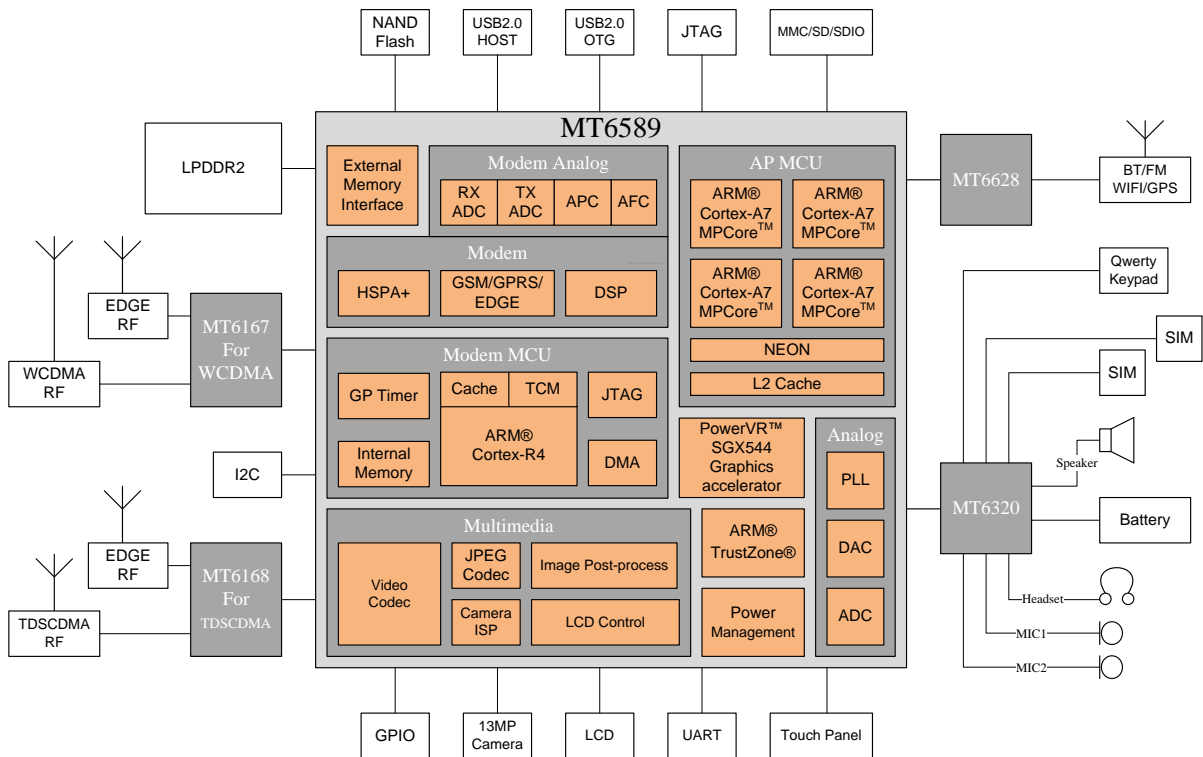 NAND
Flash
USB2.0
HOST
USB2.0
OTG
JTAG
MMC/SD/SDIO
MT6589
LPDDR2
External
Memory
Interface
Modem Analog
RX
ADC
TX
ADC
APC
AFC
Modem
HSPA+
GSM/GPRS/
EDGE
DSP
AP MCU
ARM®
Cortex-A7
MPCore™
ARM®
Cortex-A7
MPCore™
ARM®
Cortex-A7
MPCore™
ARM®
Cortex-A7
MPCore™
NEON
L2 Cache
MT6628
BT/FM
WIFI/GPS
Qwerty
Keypad
SIM
SIM
EDGE
RF
WCDMA
RF
MT6167
For
WCDMA
Modem MCU
GP Timer
Cache
TCM
JTAG
Internal
Memory
ARM®
Cortex-R4
DMA
PowerVR™
SGX544
Graphics
accelerator
Analog
PLL
DAC
ADC
Speaker
MT6320
Battery
Headset
MIC1
MIC2
I2C
EDGE
RF
TDSCDMA
RF
MT6168
For
TDSCDMA
Multimedia
Video
Codec
JPEG
Codec
Image Post-process
Camera
ISP
LCD Control
ARM®
TrustZone®
Power
Management
GPIO
13MP
Camera
LCD
UART
Touch Panel